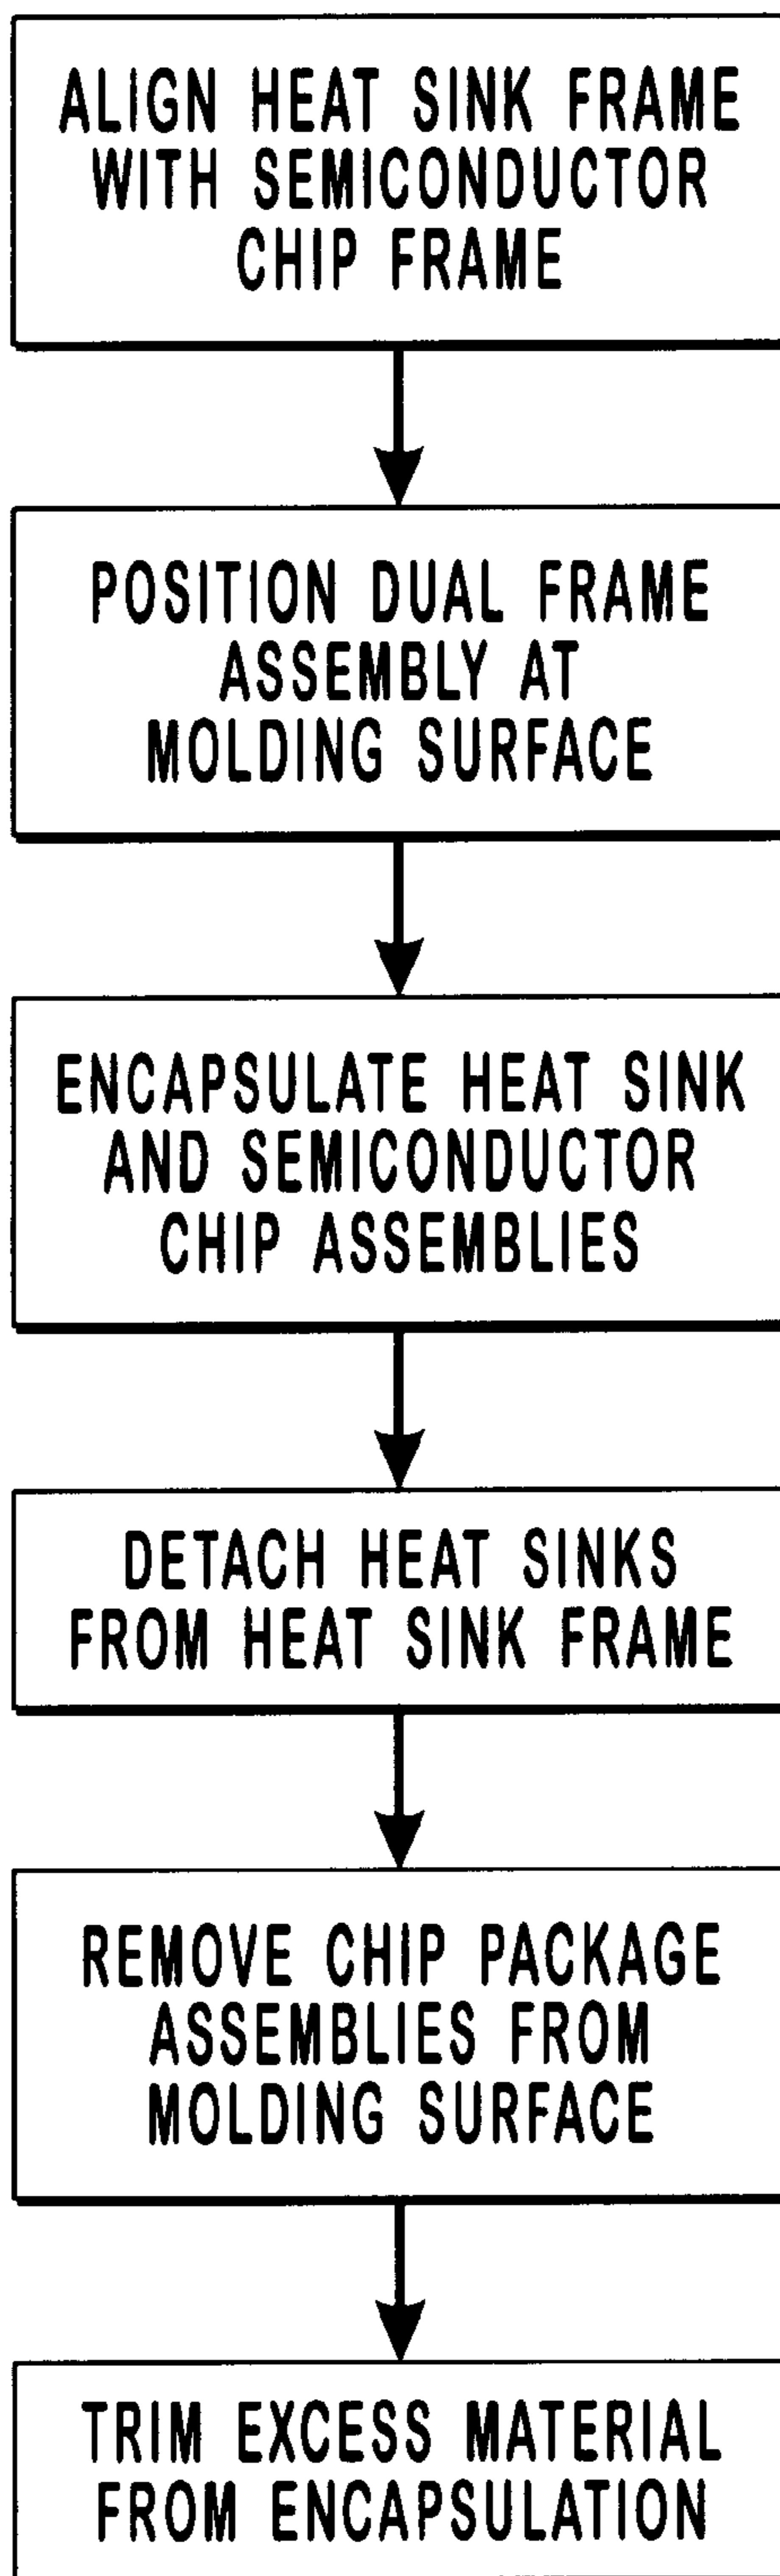 ALIGN HEAT SINK FRAME
WITH SEMICONDUCTOR
CHIP FRAME
POSITION DUAL FRAME
ASSEMBLY AT
MOLDING SURFACE
ENCAPSULATE HEAT SINK
AND SEMICONDUCTOR
CHIP ASSEMBLIES
DETACH HEAT SINKS
FROM HEAT SINK FRAME
REMOVE CHIP PACKAGE
ASSEMBLIES FROM
MOLDING SURFACE
TRIM EXCESS MATERIAL
FROM ENCAPSULATION